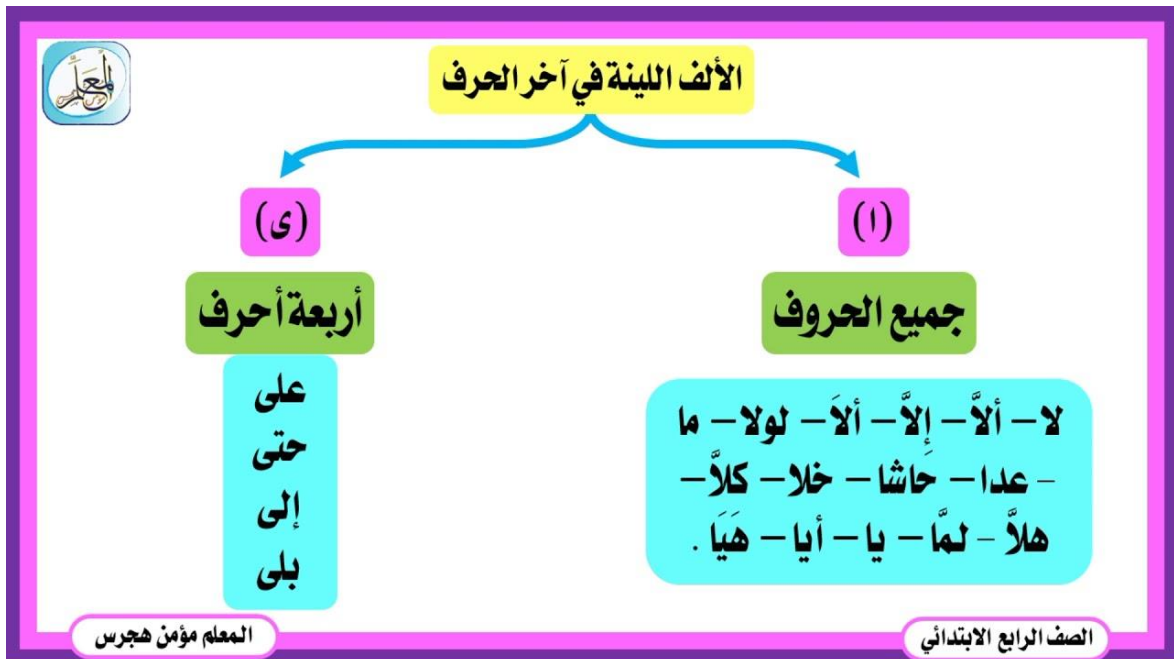 المعلم
الألف اللينة في آخر الحرف
(ا)
جميع الحروف
لا – ألاَّ – إلاَّ – ألاَ – لولا – ما
– عدا – حَاشا – خلا – كلاَّ –
هلاَّ – لمَّا – يا – أيا – هَيَا .
(ى)
أربعة أحرف
على
حتى
إلى
بلى
الصف الرابع الابتدائي
المعلم مؤمن هجرس